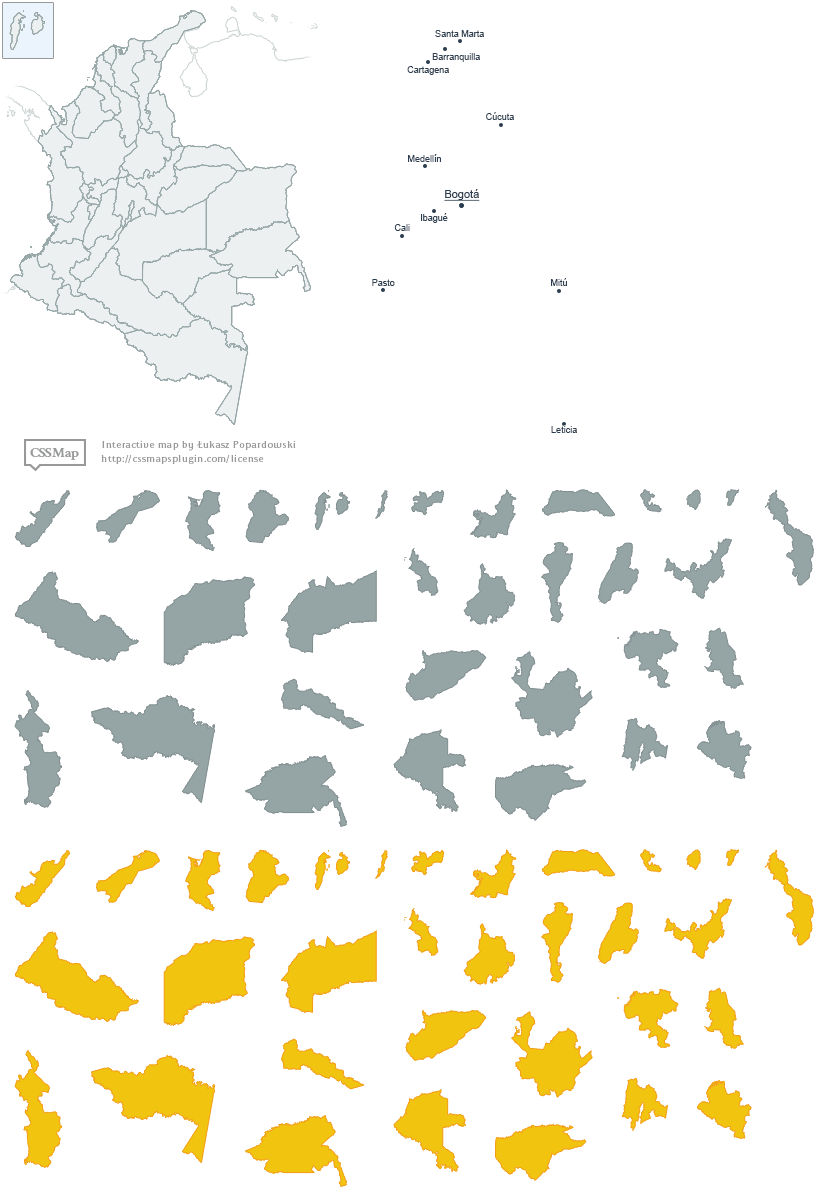 Santa Marta
Barranquilla
Cartagena
Cúcuta
Medellín
Bogotá
Ibagué
Cali
Pasto
Mitú
Leticia
CSSMap
Interactive map by Łukasz Popardowski
http://cssmapsplugin.com/license